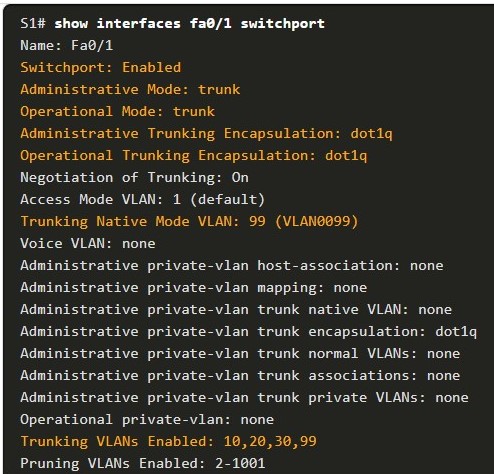 S1# show interfaces fa0/1 switchport
Name: Fa0/1
Switchport: Enabled
Administrative Mode: trunk
Operational Mode: trunk
Administrative Trunking Encapsulation: dot1q
Operational Trunking Encapsulation: dot1q
Negotiation of Trunking: On
Access Mode VLAN: 1 (default)
Trunking Native Mode VLAN: 99 (VLAN0099)
Voice VLAN: none
Administrative private-vlan host-association: none
Administrative private-vlan mapping: none
Administrative private-vlan trunk native VLAN: none
Administrative private-vlan trunk encapsulation: dot1q
Administrative private-vlan trunk normal VLANs: none
Administrative private-vlan trunk associations: none
Administrative private-vlan trunk private VLANs: none
Operational private-vlan: none
Trunking VLANs Enabled: 10,20,30,99
Pruning VLANs Enabled: 2-1001